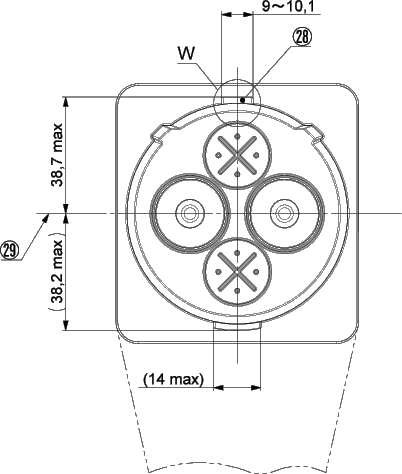 9～10,1
㉘
W
38,7 max
㉙
(38,2 max)
(14 max)